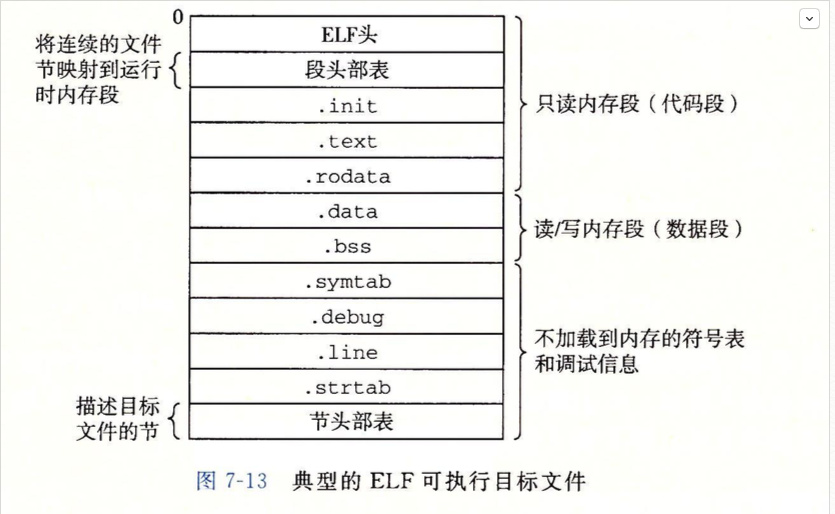 0
ELF头
将连续的文件
节映射到运行
时内存段
段头部表
.init
.text
.rodata
只读内存段(代码段)
.data
.bss
读/写内存段(数据段)
.symtab
.debug
.line
.strtab
不加载到内存的符号表
和调试信息
描述目标
文件的节
节头部表
图 7-13 典型的 ELF 可执行目标文件